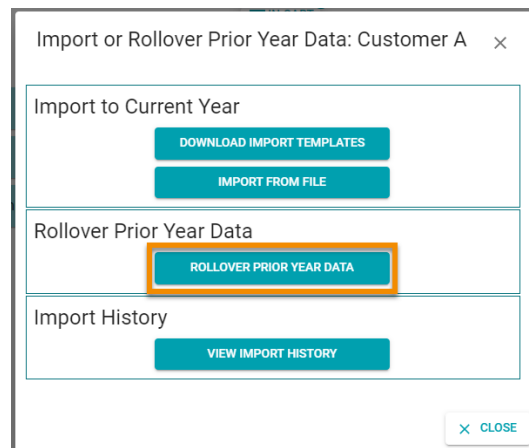 Import or Rollover Prior Year Data: Customer A
Import to Current Year
DOWNLOAD IMPORT TEMPLATES
IMPORT FROM FILE
Rollover Prior Year Data
ROLLOVER PRIOR YEAR DATA
Import History
VIEW IMPORT HISTORY
CLOSE